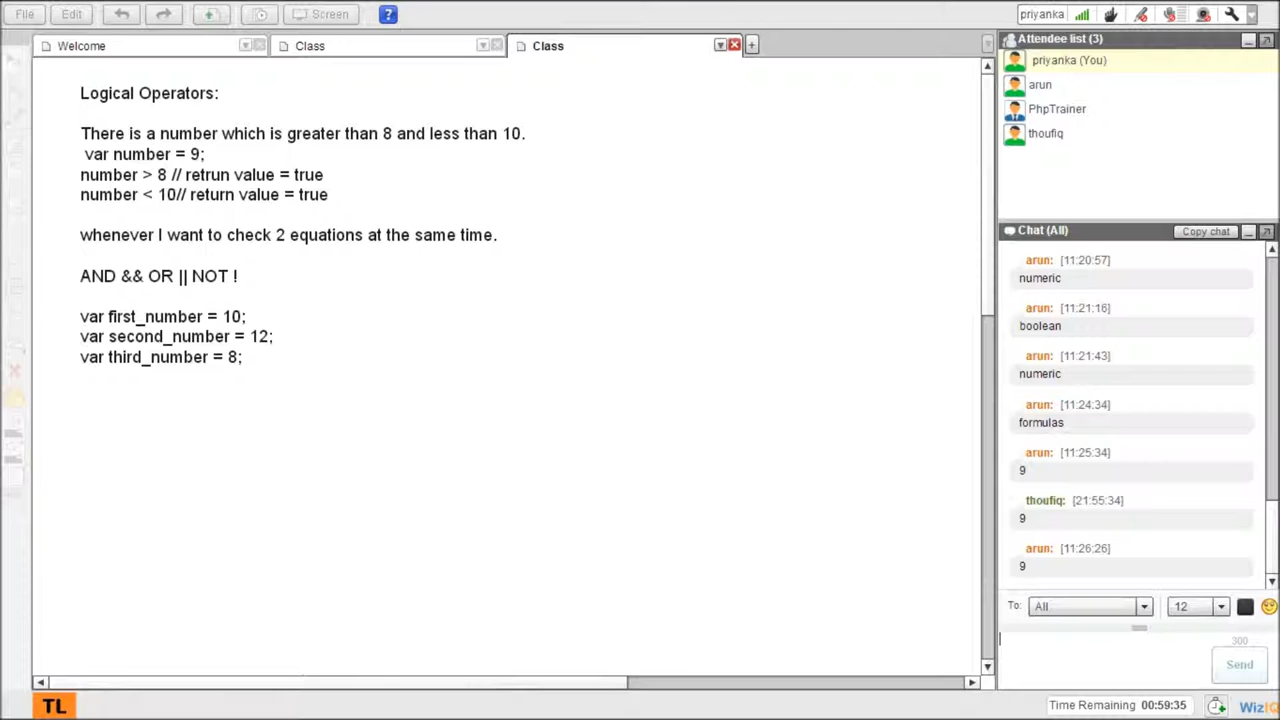 File Edit Screen ? priyanka
Welcome Class Class +
Logical Operators:
There is a number which is greater than 8 and less than 10.
var number = 9;
number > 8 // retrun value = true
number < 10// return value = true
whenever I want to check 2 equations at the same time.
AND && OR || NOT !
var first_number = 10;
var second_number = 12;
var third_number = 8;
Attendee list (3)
priyanka (You)
arun
PhpTrainer
thoufiq
Chat (All) Copy chat
arun: [11:20:57]
numeric
arun: [11:21:16]
boolean
arun: [11:21:43]
numeric
arun: [11:24:34]
formulas
arun: [11:25:34]
9
thoufiq: [21:55:34]
9
arun: [11:26:26]
9
To: All 12
300
Send
TL
Time Remaining 00:59:35 WizIQ